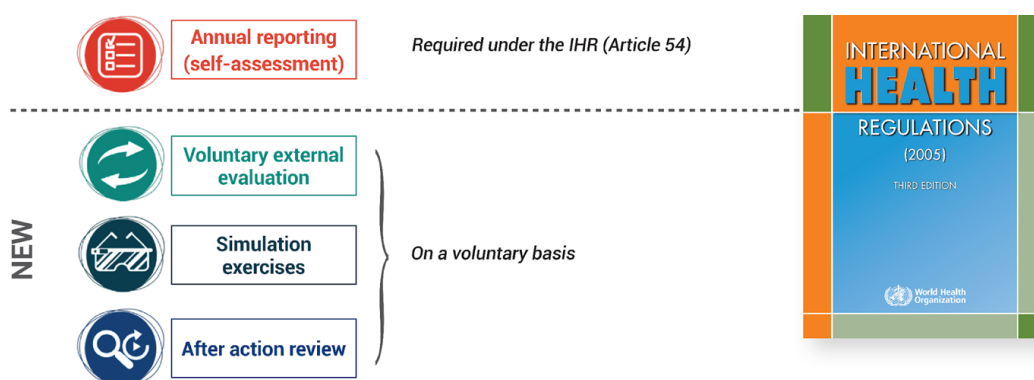 Annual reporting
(self-assessment)
Required under the IHR (Article 54)
NEW
Voluntary external
evaluation
Simulation
exercises
After action review
On a voluntary basis
INTERNATIONAL
HEALTH
REGULATIONS
(2005)
THIRD EDITION
World Health
Organization